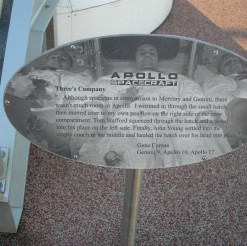 APOLLO
SPACECRAFT
Three's Company
Although spacious in comparison to Mercury and Gemini, there
wasn't much room in Apollo. I swarmed in through the small hatch
then moved over to my own position on the right side of the crew
compartment. Tom Stafford squeezed through the hatch and
into his place on the left side. Finally, John Young settled into the
couch in the middle and hauled the hatch over his head into place.
Gene Cernan
Gemini 9, Apollo 10, Apollo 17